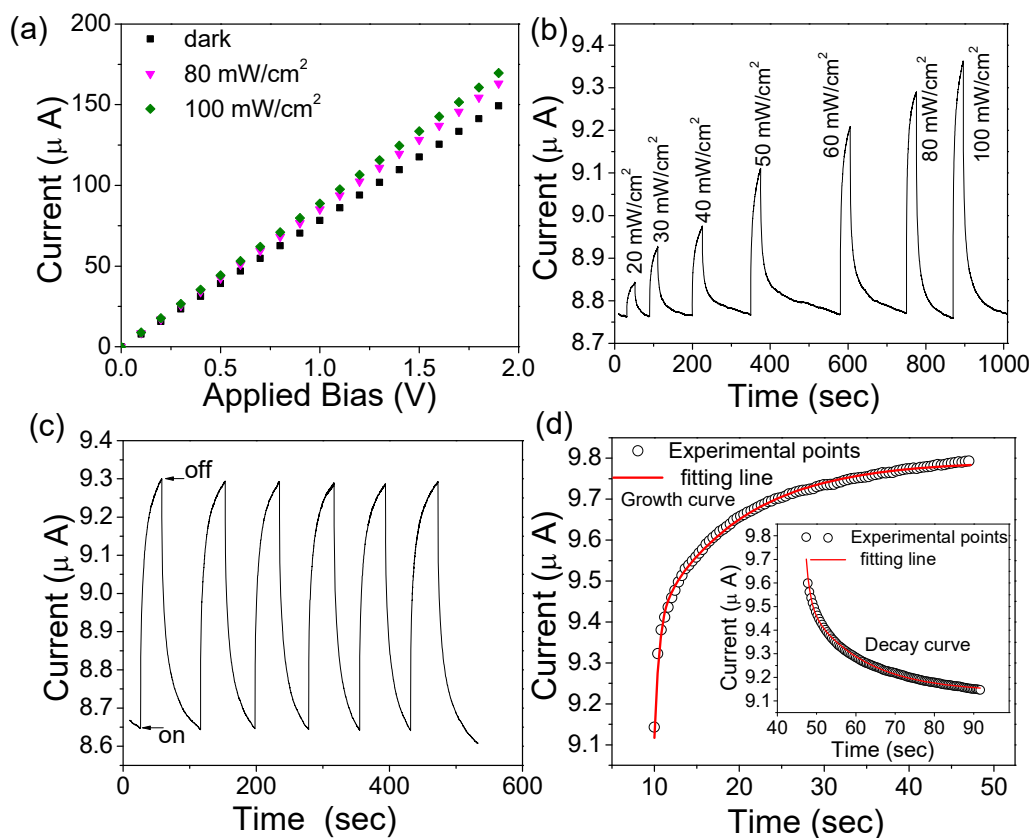 (a)
dark
80 mW/cm²
100 mW/cm²
Current (μ A)
200
150
100
50
0
0.0 0.5 1.0 1.5 2.0
Applied Bias (V)
(b)
20 mW/cm²
30 mW/cm²
40 mW/cm²
50 mW/cm²
60 mW/cm²
80 mW/cm²
100 mW/cm²
Current (μ A)
9.4
9.3
9.2
9.1
9.0
8.9
8.8
8.7
0 200 400 600 800 1000
Time (sec)
(c)
off
on
Current (μ A)
9.4
9.3
9.2
9.1
9.0
8.9
8.8
8.7
8.6
0 200 400 600
Time (sec)
(d)
Experimental points
fitting line
Growth curve
Current (μ A)
9.8
9.7
9.6
9.5
9.4
9.3
9.2
9.1
10 20 30 40 50
Time (sec)
Experimental points
fitting line
Decay curve
Current (μ A)
9.8
9.7
9.6
9.5
9.4
9.3
9.2
9.1
40 50 60 70 80 90
Time (sec)